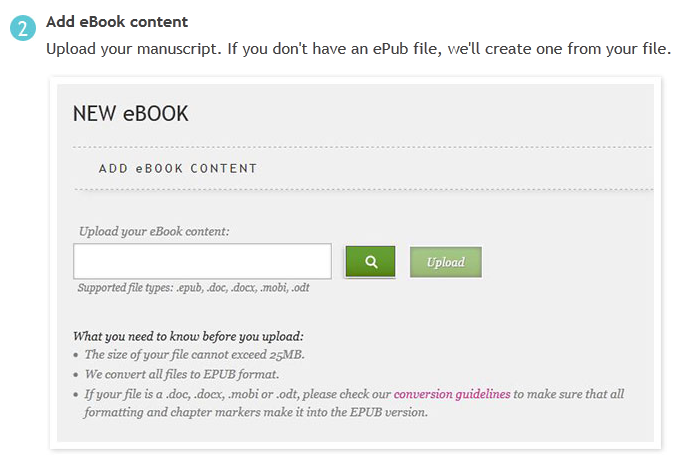 2 Add eBook content
Upload your manuscript. If you don't have an ePub file, we'll create one from your file.
NEW eBOOK
ADD eBOOK CONTENT
Upload your eBook content:
Upload
Supported file types: .epub, .doc, .docx, .mobi, .odt
What you need to know before you upload:
• The size of your file cannot exceed 25MB.
• We convert all files to EPUB format.
• If your file is a .doc, .docx, .mobi or .odt, please check our conversion guidelines to make sure that all
formatting and chapter markers make it into the EPUB version.